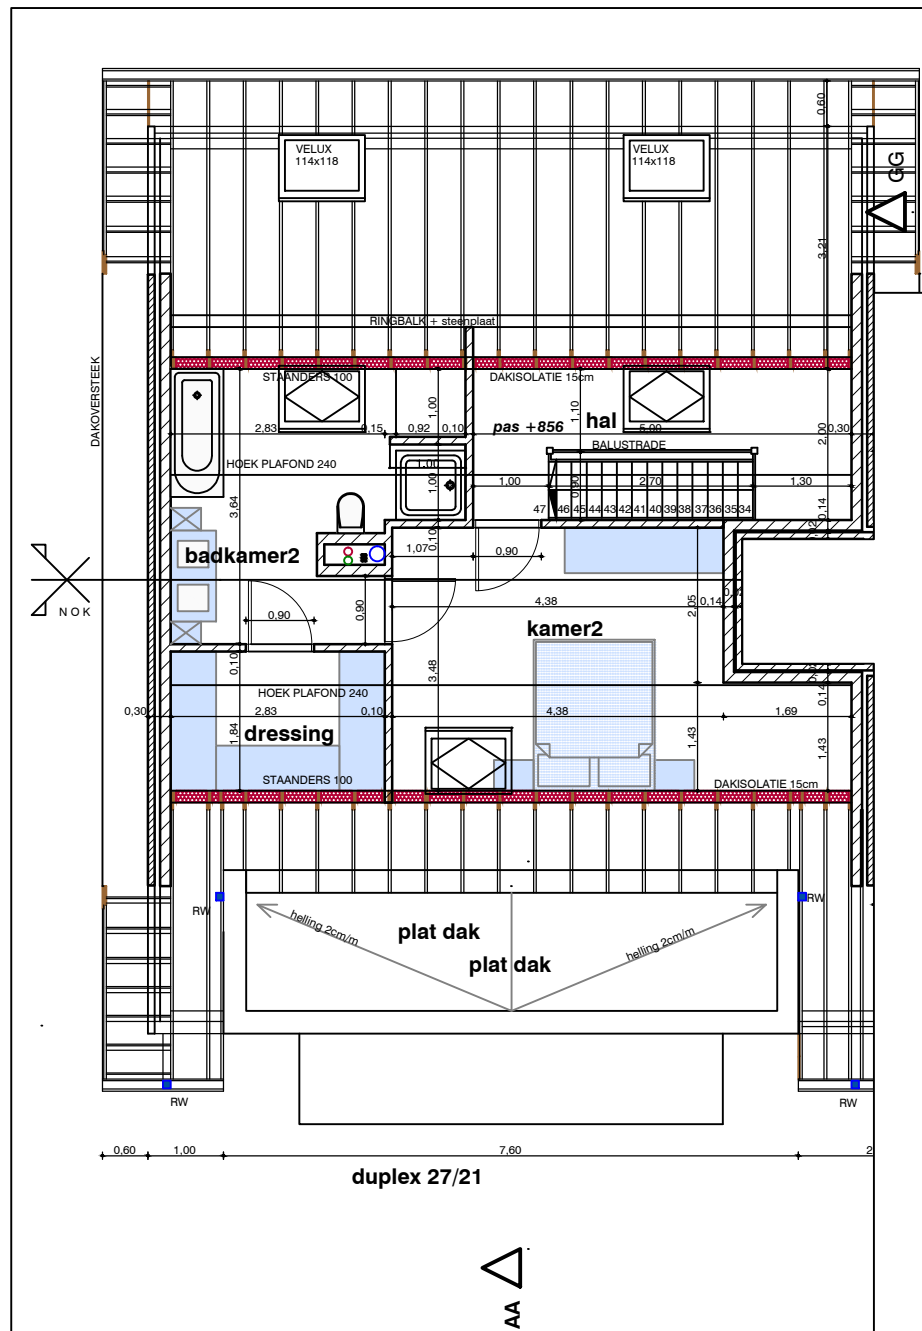 0,60
VELUX
114x118
VELUX
114x118
GG
3,21
RINGBALK + steenplaat
DAKOVERSTEEK
STAANDERS 100
DAKISOLATIE 15cm
1,00
1,10
hal
2,83
0,15
0,92
0,10
pas +856
5,00
2,00
0,30
BALUSTRADE
HOEK PLAFOND 240
1,00
1,00
0,90
1,00
2,70
1,30
3,64
47
46
45
44
43
42
41
40
39
38
37
36
35
34
0,14
0,10
badkamer2
1,07
0,90
NOK
0,90
0,90
4,38
2,05
0,14
kamer2
0,10
3,48
HOEK PLAFOND 240
0,14
0,30
2,83
0,10
4,38
1,69
1,84
dressing
1,43
1,43
STAANDERS 100
DAKISOLATIE 15cm
RW
RW
helling 2cm/m
plat dak
helling 2cm/m
plat dak
RW
RW
0,60
1,00
7,60
2
duplex 27/21
AA